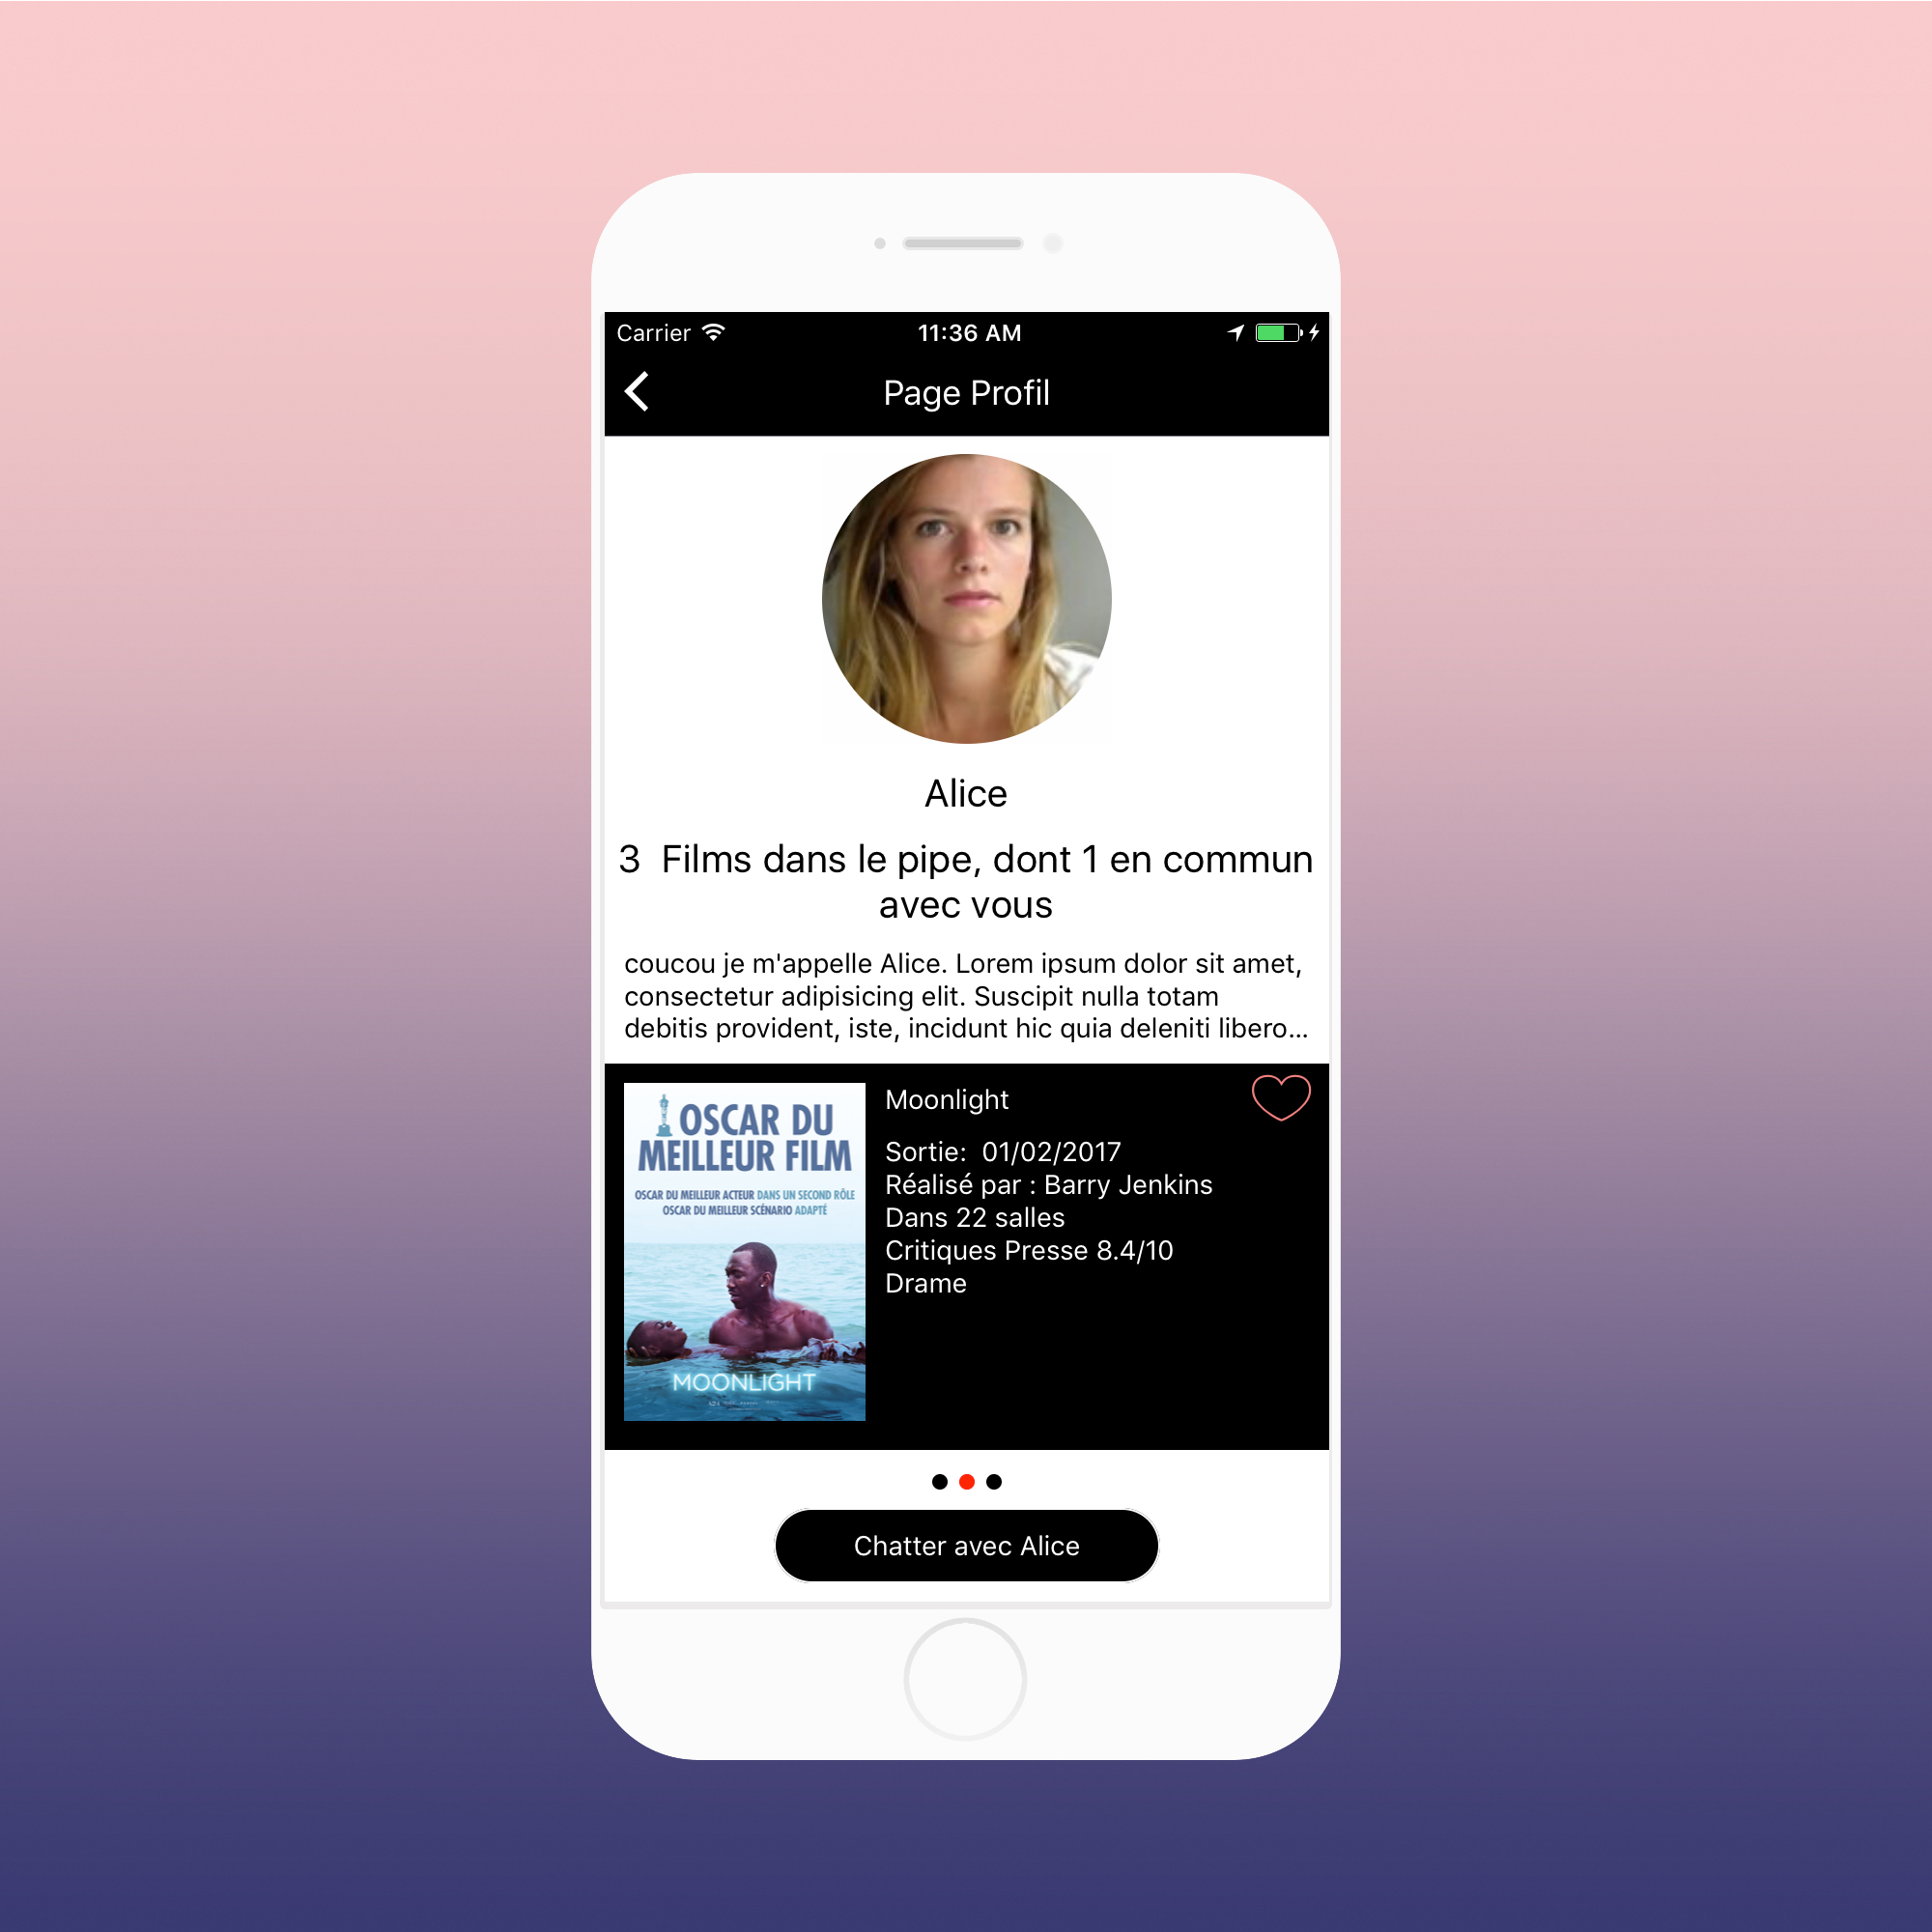 Carrier
11:36 AM
Page Profil
Alice
3  Films dans le pipe, dont 1 en commun
avec vous
coucou je m'appelle Alice. Lorem ipsum dolor sit amet,
consectetur adipisicing elit. Suscipit nulla totam
debitis provident, iste, incidunt hic quia deleniti libero...
OSCAR DU
MEILLEUR FILM
OSCAR DU MEILLEUR ACTEUR DANS UN SECOND RÔLE
OSCAR DU MEILLEUR SCÉNARIO ADAPTÉ
MOONLIGHT
Moonlight
Sortie:  01/02/2017
Réalisé par : Barry Jenkins
Dans 22 salles
Critiques Presse 8.4/10
Drame
Chatter avec Alice